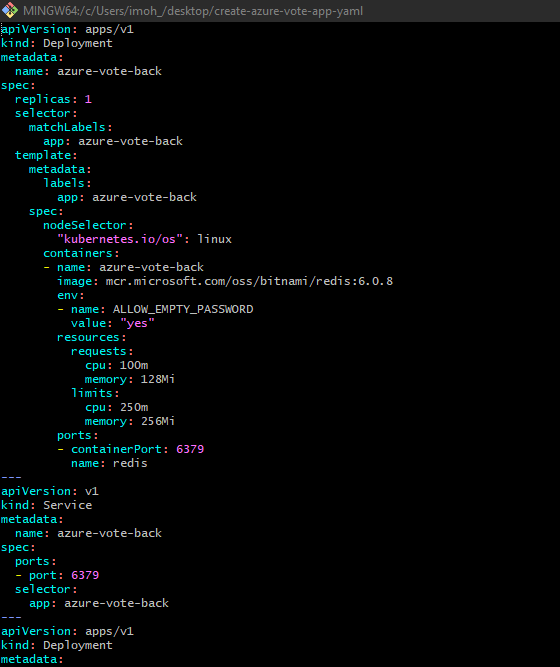 MINGW64:/c/Users/imoh_/desktop/create-azure-vote-app-yaml
apiVersion: apps/v1
kind: Deployment
metadata:
  name: azure-vote-back
spec:
  replicas: 1
  selector:
    matchLabels:
      app: azure-vote-back
  template:
    metadata:
      labels:
        app: azure-vote-back
    spec:
      nodeSelector:
        "kubernetes.io/os": linux
      containers:
      - name: azure-vote-back
        image: mcr.microsoft.com/oss/bitnami/redis:6.0.8
        env:
        - name: ALLOW_EMPTY_PASSWORD
          value: "yes"
        resources:
          requests:
            cpu: 100m
            memory: 128Mi
          limits:
            cpu: 250m
            memory: 256Mi
        ports:
        - containerPort: 6379
          name: redis
---
apiVersion: v1
kind: Service
metadata:
  name: azure-vote-back
spec:
  ports:
  - port: 6379
  selector:
    app: azure-vote-back
---
apiVersion: apps/v1
kind: Deployment
metadata: